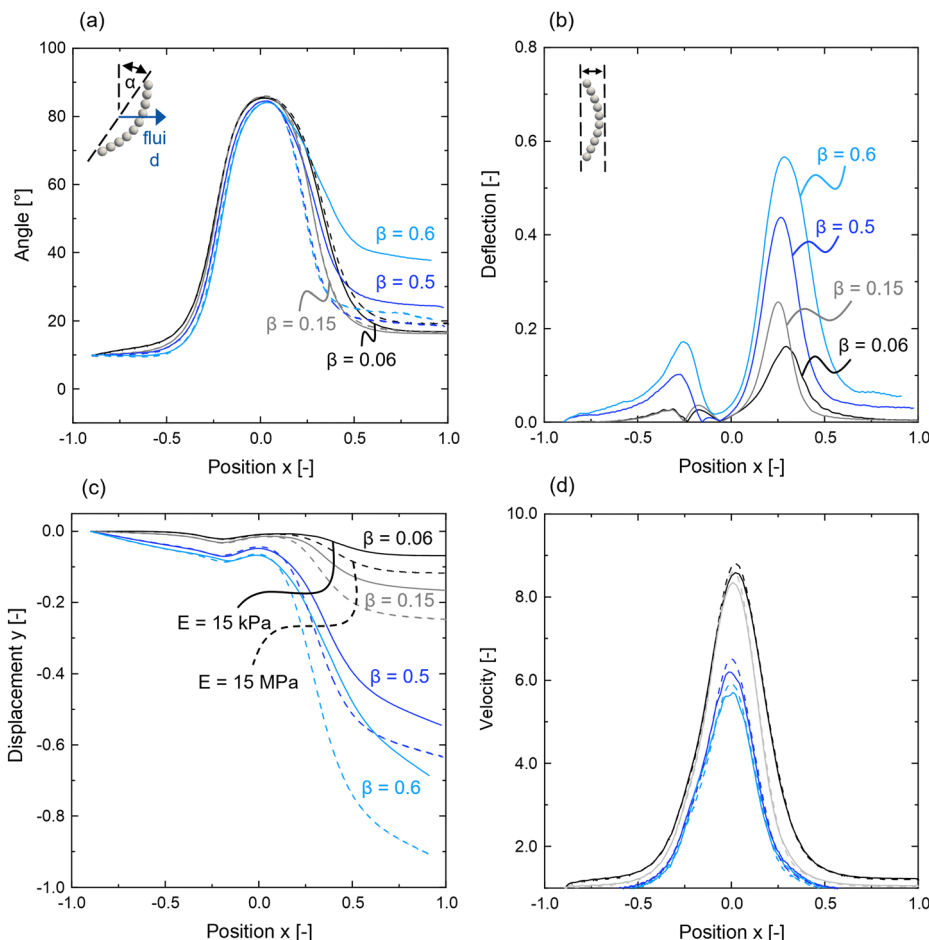 (a)
100
80
60
40
20
0
Angle [°]
α
flui
d
β = 0.6
β = 0.5
β = 0.15
β = 0.06
-1.0
-0.5
0.0
0.5
1.0
Position x [-]
(b)
0.8
0.6
0.4
0.2
0.0
Deflection [-]
β = 0.6
β = 0.5
β = 0.15
β = 0.06
-1.0
-0.5
0.0
0.5
1.0
Position x [-]
(c)
0.0
-0.2
-0.4
-0.6
-0.8
-1.0
Displacement y [-]
β = 0.06
β = 0.15
E = 15 kPa
E = 15 MPa
β = 0.5
β = 0.6
-1.0
-0.5
0.0
0.5
1.0
Position x [-]
(d)
10.0
8.0
6.0
4.0
2.0
Velocity [-]
-1.0
-0.5
0.0
0.5
1.0
Position x [-]